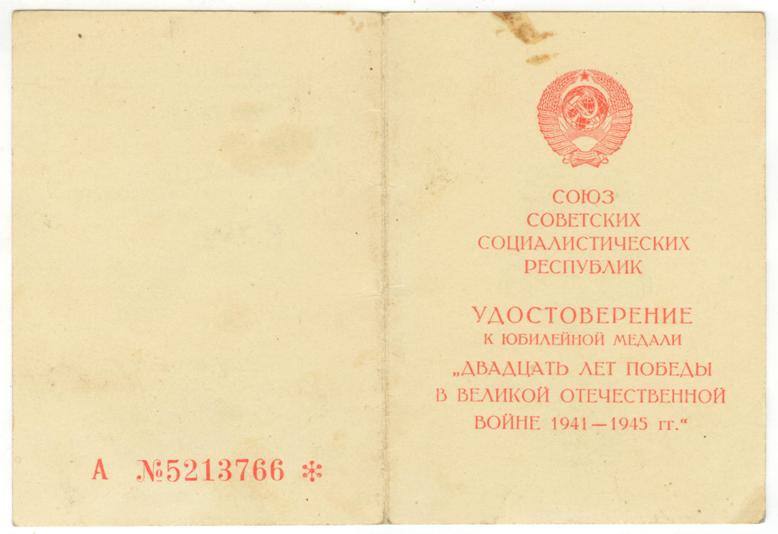 А №5213766 *
СОЮЗ
СОВЕТСКИХ
СОЦИАЛИСТИЧЕСКИХ
РЕСПУБЛИК
УДОСТОВЕРЕНИЕ
К ЮБИЛЕЙНОЙ МЕДАЛИ
„ДВАДЦАТЬ ЛЕТ ПОБЕДЫ
В ВЕЛИКОЙ ОТЕЧЕСТВЕННОЙ
ВОЙНЕ 1941—1945 гг.“